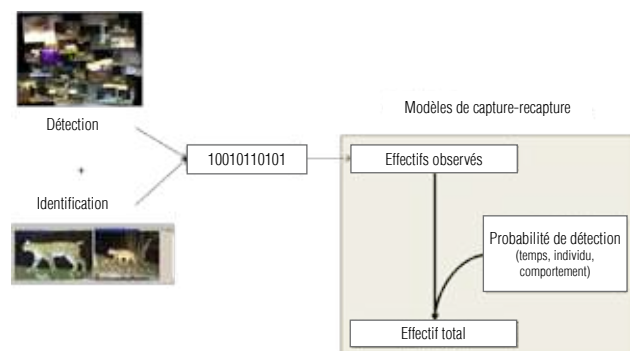 Modèles de capture-recapture
Détection
+
Identification
10010110101
Effectifs observés
Probabilité de détection
(temps, individu,
comportement)
Effectif total